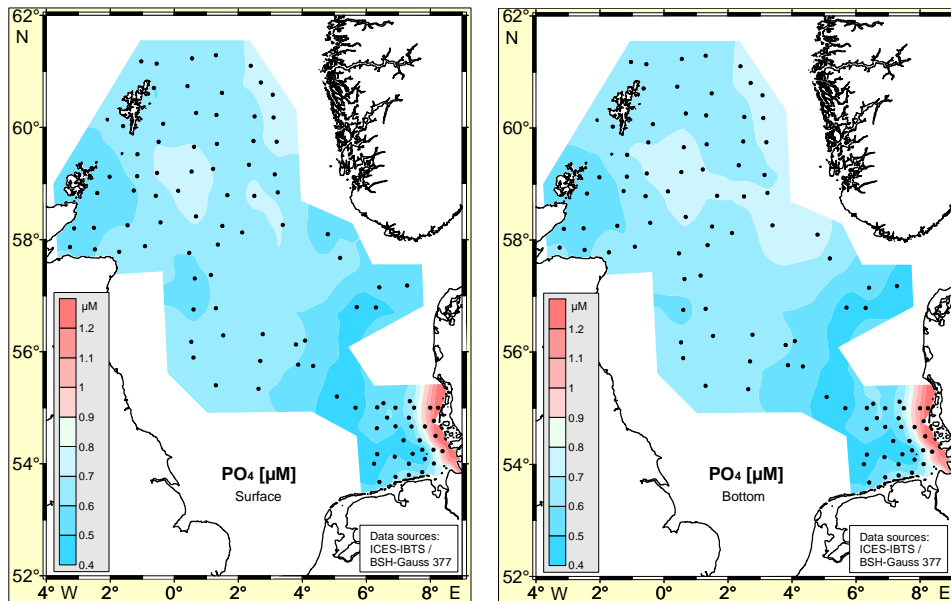 62°
N
60°
58°
56°
54°
52°
4° W 2° 0° 2° 4° 6° 8° E
µM
1.2
1.1
1
0.9
0.8
0.7
0.6
0.5
0.4
PO4 [µM]
Surface
Data sources:
ICES-IBTS /
BSH-Gauss 377
62°
N
60°
58°
56°
54°
52°
4° W 2° 0° 2° 4° 6° 8° E
µM
1.2
1.1
1
0.9
0.8
0.7
0.6
0.5
0.4
PO4 [µM]
Bottom
Data sources:
ICES-IBTS /
BSH-Gauss 377